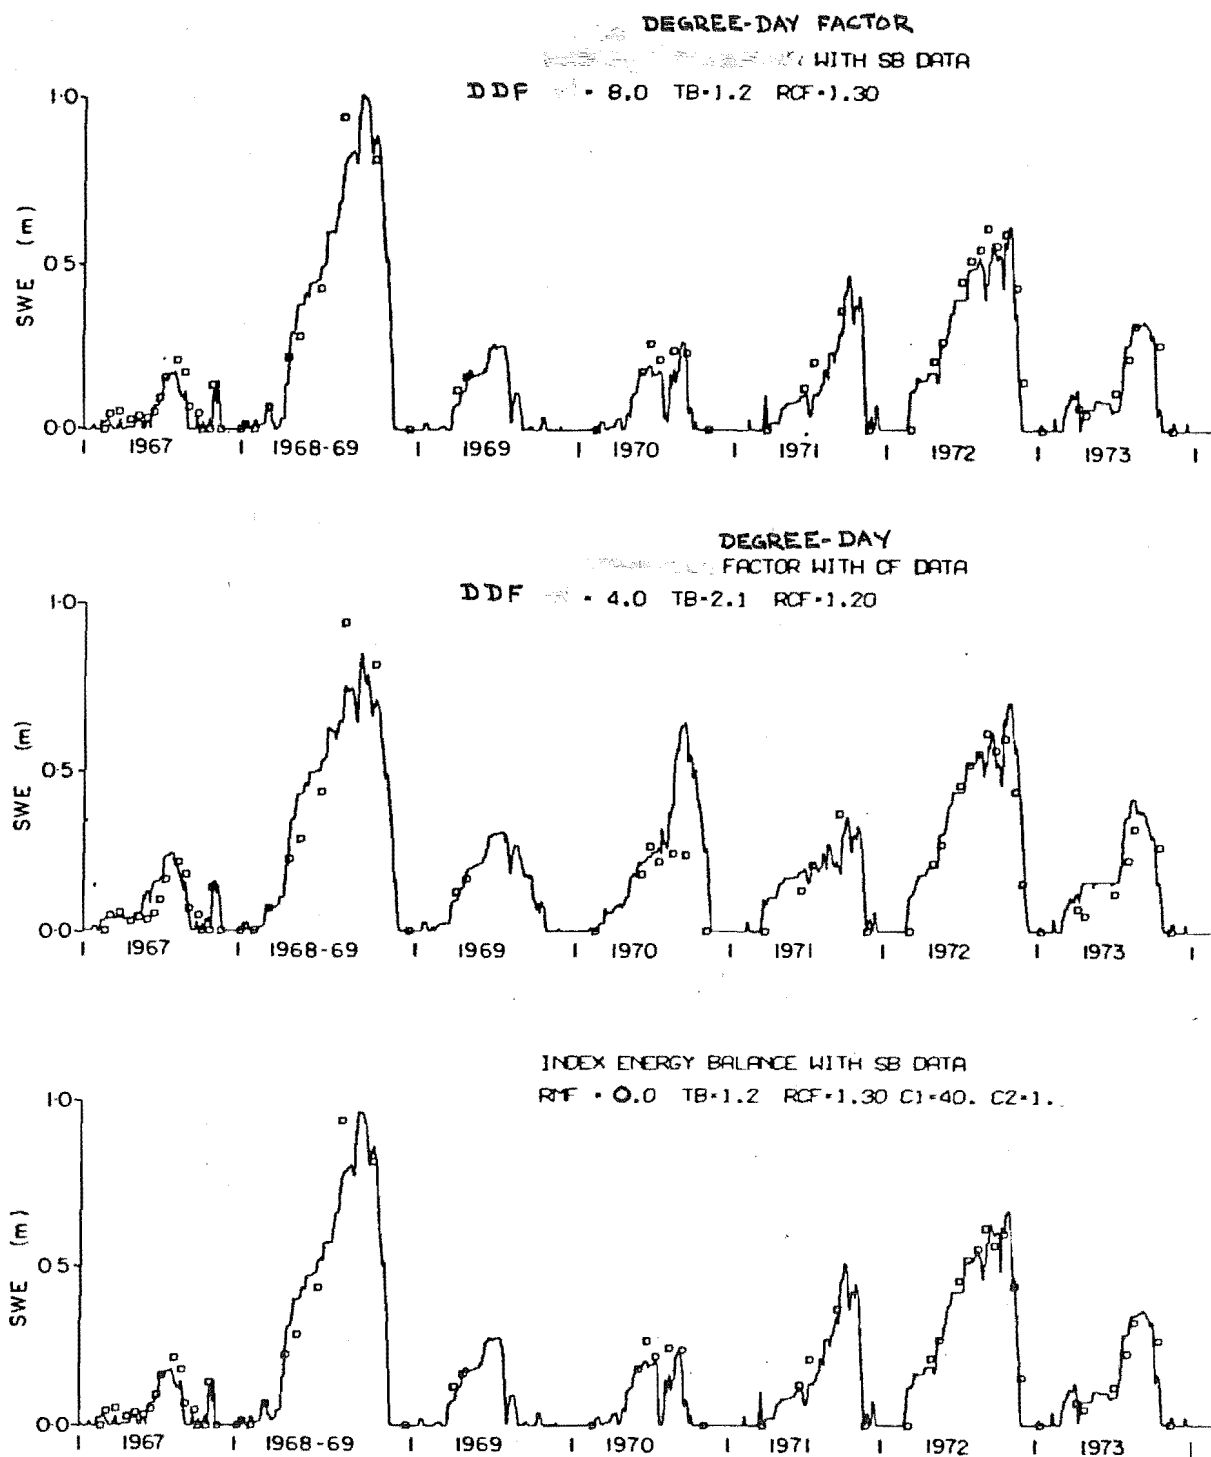 DEGREE-DAY FACTOR
WITH SB DATA
DDF = 8.0 TB=1.2 RCF=1.30
SWE (m)
1.0
0.5
0.0
1967 1968-69 1969 1970 1971 1972 1973
DEGREE-DAY
FACTOR WITH CF DATA
DDF = 4.0 TB=2.1 RCF=1.20
SWE (m)
1.0
0.5
0.0
1967 1968-69 1969 1970 1971 1972 1973
INDEX ENERGY BALANCE WITH SB DATA
RMF = 0.0 TB=1.2 RCF=1.30 C1=40. C2=1.
SWE (m)
1.0
0.5
0.0
1967 1968-69 1969 1970 1971 1972 1973